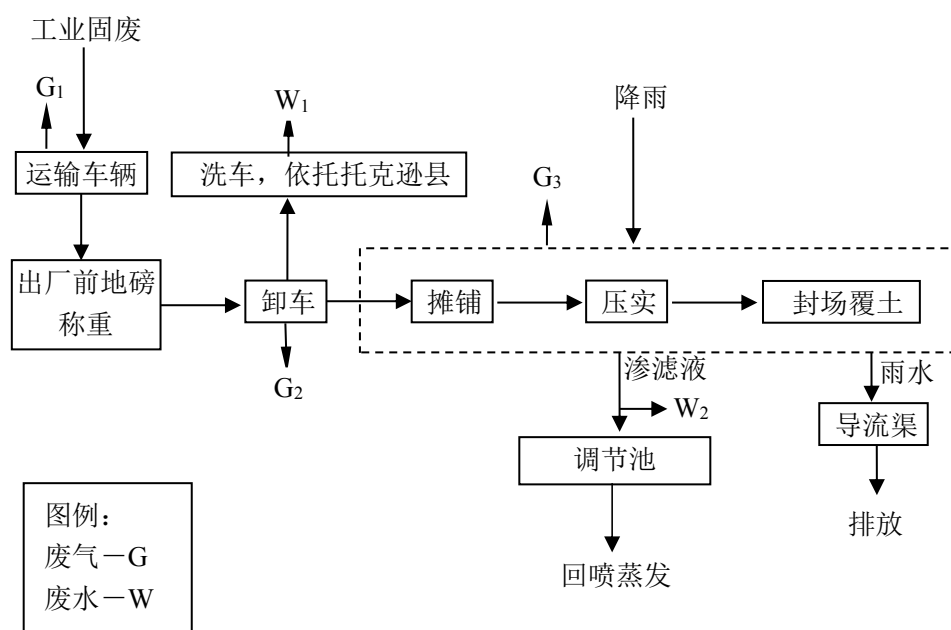 工业固废
G1
W1
降雨
运输车辆
洗车，依托托克逊县
G3
出厂前地磅
称重
卸车
摊铺
压实
封场覆土
G2
渗滤液
雨水
W2
导流渠
调节池
排放
回喷蒸发
图例：
废气－G
废水－W